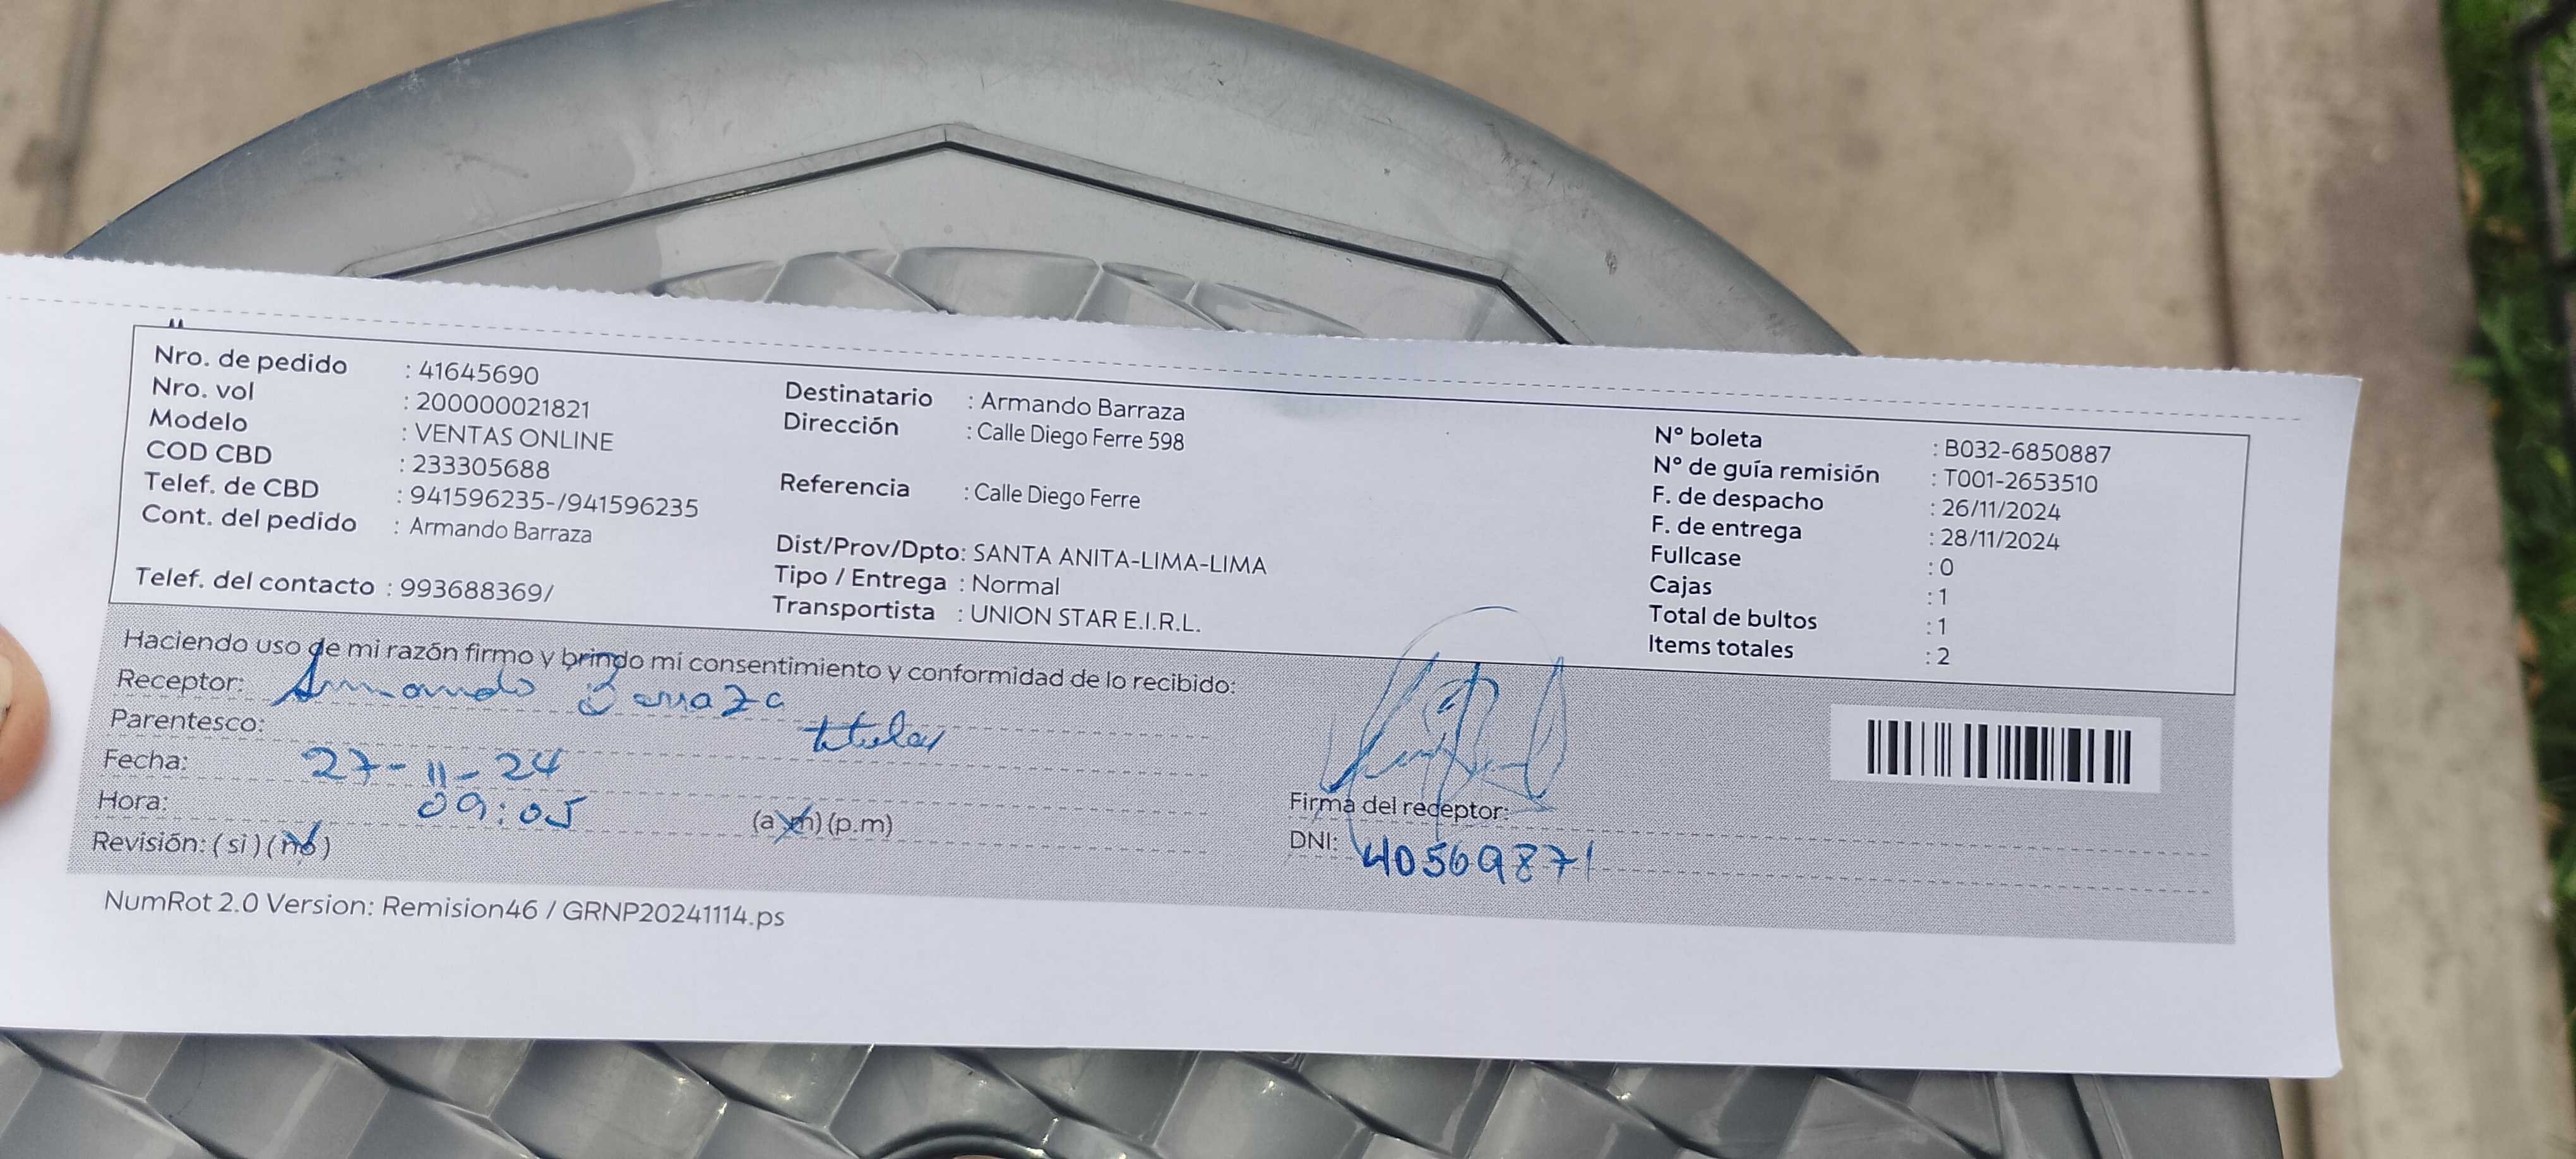 Nro. de pedido : 41645690
Nro. vol : 200000021821
Modelo : VENTAS ONLINE
COD CBD : 233305688
Telef. de CBD : 941596235-/941596235
Cont. del pedido : Armando Barraza
Telef. del contacto : 993688369/
Destinatario : Armando Barraza
Dirección : Calle Diego Ferre 598
Referencia : Calle Diego Ferre
Dist/Prov/Dpto: SANTA ANITA-LIMA-LIMA
Tipo / Entrega : Normal
Transportista : UNION STAR E.I.R.L.
N° boleta : B032-6850887
N° de guía remisión : T001-2653510
F. de despacho : 26/11/2024
F. de entrega : 28/11/2024
Fullcase : 0
Cajas : 1
Total de bultos : 1
Items totales : 2
Haciendo uso de mi razón firmo y brindo mi consentimiento y conformidad de lo recibido:
Receptor: Armando Barraza
Parentesco: titular
Fecha: 27-11-24
Hora: 09:05 (a.m) (p.m)
Revisión: (si) (no)
Firma del receptor:
DNI: 40569871
NumRot 2.0 Version: Remision46 / GRNP20241114.ps